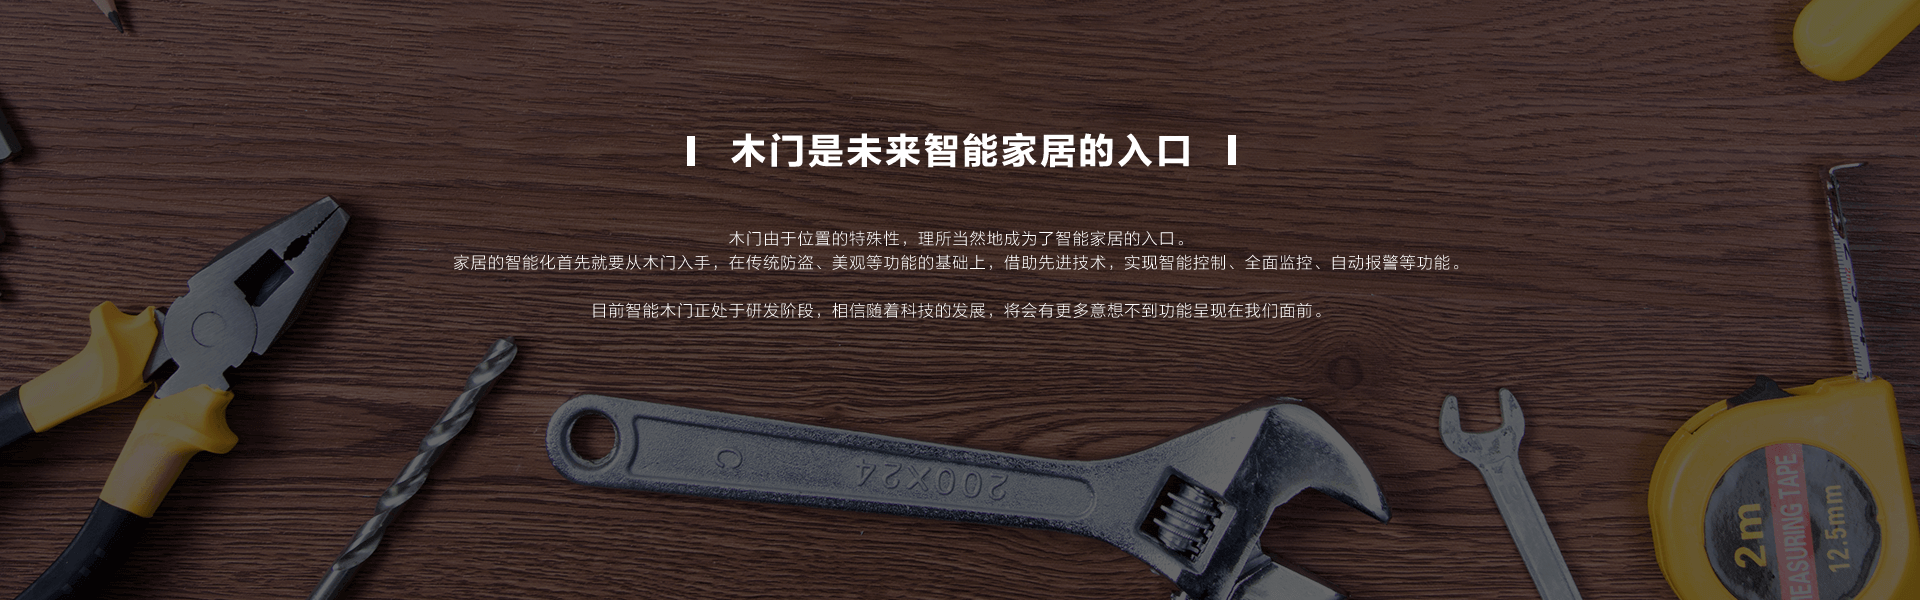 木门是未来智能家居的入口
木门由于位置的特殊性，理所当然地成为了智能家居的入口。
家居的智能化首先就要从木门入手，在传统防盗、美观等功能的基础上，借助先进技术，实现智能控制、全面监控、自动报警等功能。
目前智能木门正处于研发阶段，相信随着科技的发展，将会有更多意想不到功能呈现在我们面前。
C 200X24
2m
MEASURING TAPE
12.5mm